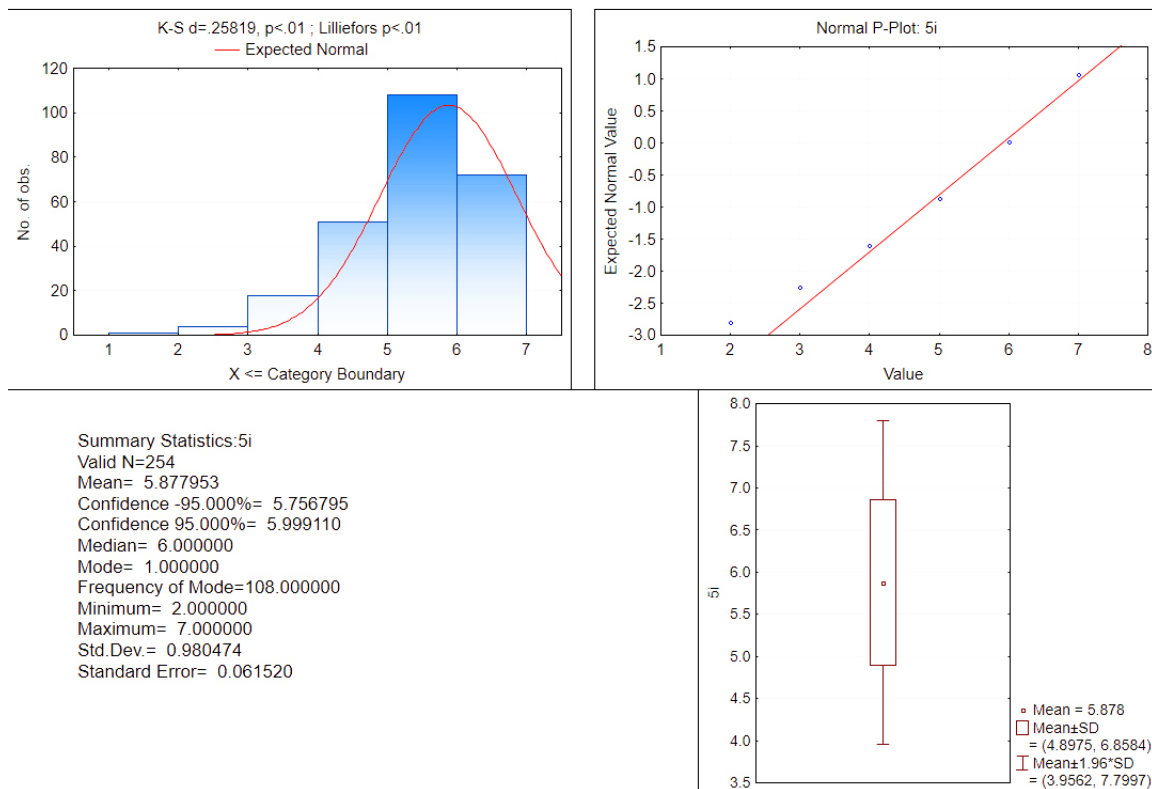 K-S d=.25819, p<.01 ; Lilliefors p<.01
Expected Normal
120
100
80
60
40
20
0
No. of obs.
1 2 3 4 5 6 7
X <= Category Boundary
Normal P-Plot: 5i
1.5
1.0
0.5
0.0
-0.5
-1.0
-1.5
-2.0
-2.5
-3.0
Expected Normal Value
1 2 3 4 5 6 7 8
Value
Summary Statistics:5i
Valid N=254
Mean= 5.877953
Confidence -95.000%= 5.756795
Confidence 95.000%= 5.999110
Median= 6.000000
Mode= 1.000000
Frequency of Mode=108.000000
Minimum= 2.000000
Maximum= 7.000000
Std.Dev.= 0.980474
Standard Error= 0.061520
8.0
7.5
7.0
6.5
6.0
5.5
5.0
4.5
4.0
3.5
5i
Mean = 5.878
Mean±SD
= (4.8975, 6.8584)
Mean±1.96*SD
= (3.9562, 7.7997)